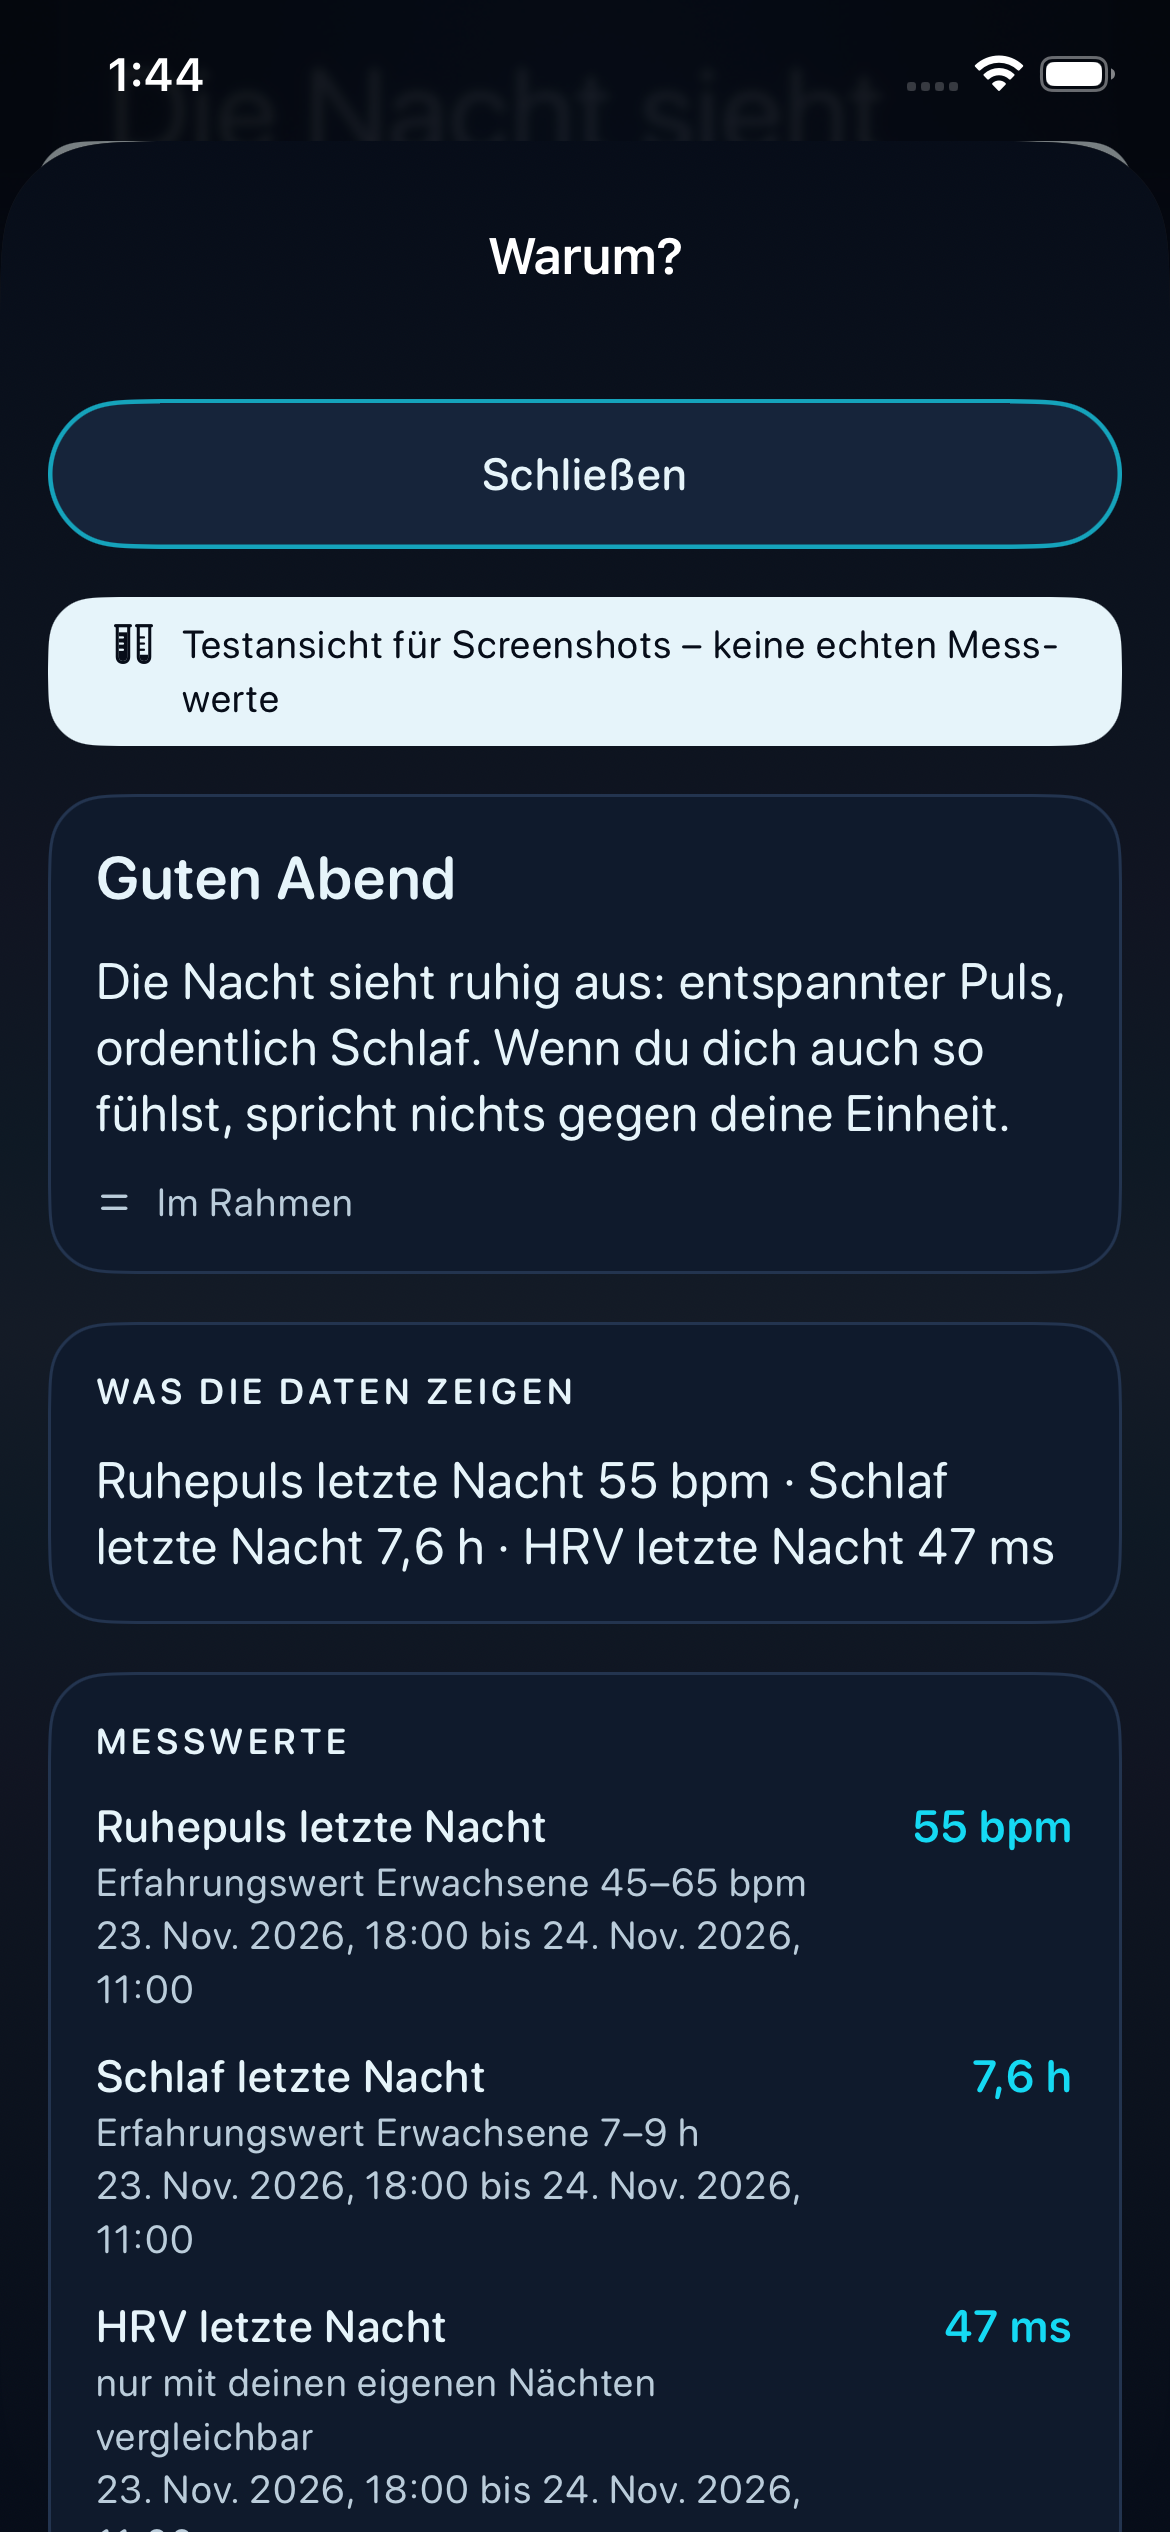 1:44
Die Nacht sieht
Warum?
Schließen
Testansicht für Screenshots – keine echten Mess-
werte
Guten Abend
Die Nacht sieht ruhig aus: entspannter Puls,
ordentlich Schlaf. Wenn du dich auch so
fühlst, spricht nichts gegen deine Einheit.
= Im Rahmen
WAS DIE DATEN ZEIGEN
Ruhepuls letzte Nacht 55 bpm · Schlaf
letzte Nacht 7,6 h · HRV letzte Nacht 47 ms
MESSWERTE
Ruhepuls letzte Nacht 55 bpm
Erfahrungswert Erwachsene 45–65 bpm
23. Nov. 2026, 18:00 bis 24. Nov. 2026,
11:00
Schlaf letzte Nacht 7,6 h
Erfahrungswert Erwachsene 7–9 h
23. Nov. 2026, 18:00 bis 24. Nov. 2026,
11:00
HRV letzte Nacht 47 ms
nur mit deinen eigenen Nächten
vergleichbar
23. Nov. 2026, 18:00 bis 24. Nov. 2026,